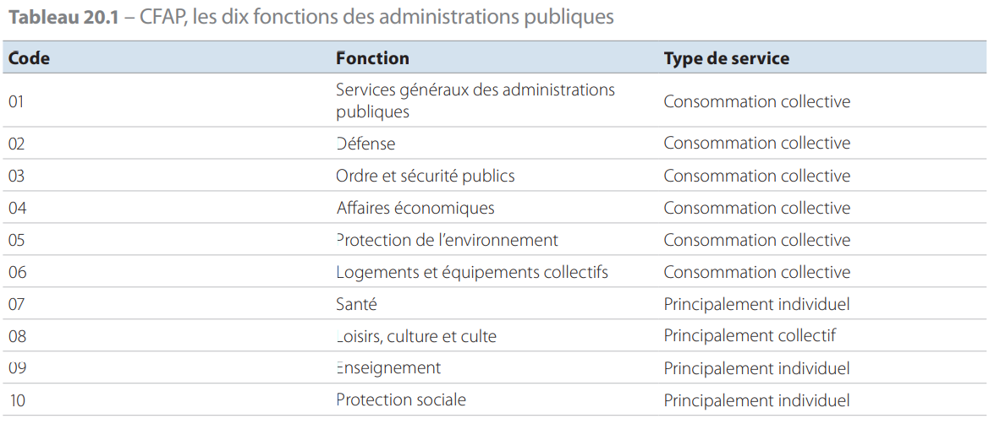 Tableau 20.1 – CFAP, les dix fonctions des administrations publiques
Code Fonction Type de service
01 Services généraux des administrations publiques Consommation collective
02 Défense Consommation collective
03 Ordre et sécurité publics Consommation collective
04 Affaires économiques Consommation collective
05 Protection de l’environnement Consommation collective
06 Logements et équipements collectifs Consommation collective
07 Santé Principalement individuel
08 Loisirs, culture et culte Principalement collectif
09 Enseignement Principalement individuel
10 Protection sociale Principalement individuel